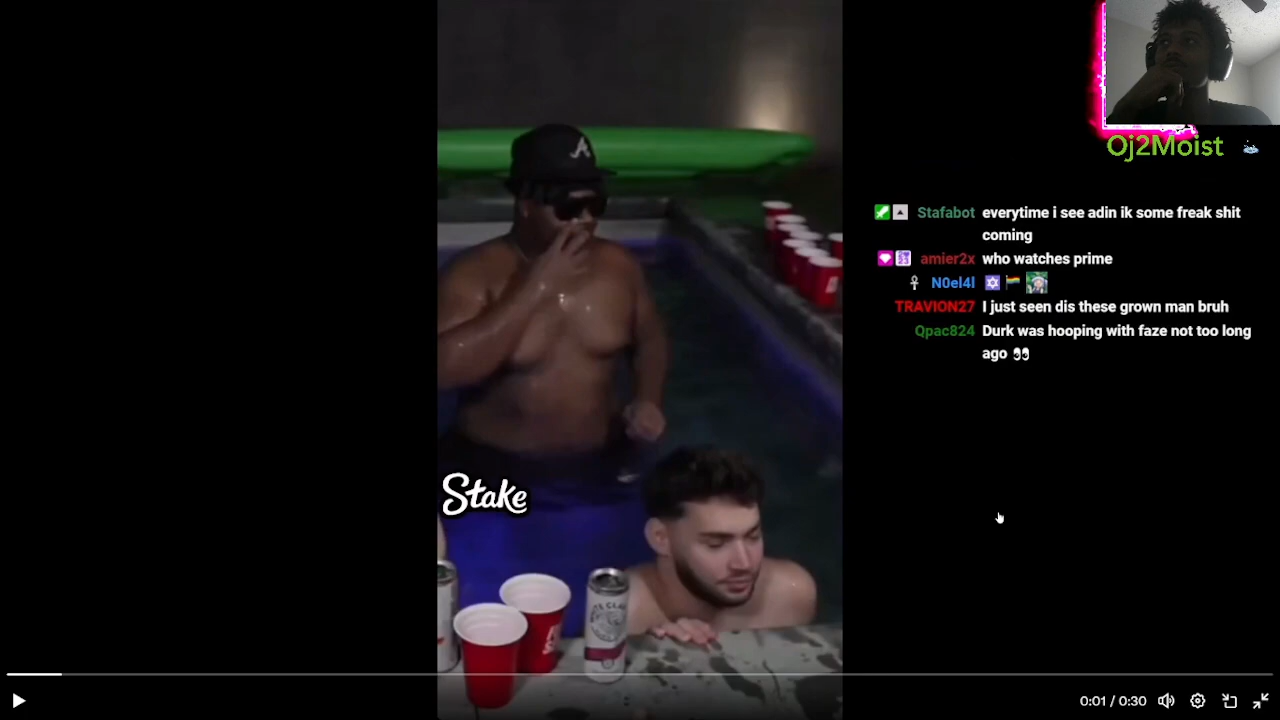 A
Oj2Moist
Stafabot everytime i see adin ik some freak shit
coming
amier2x who watches prime
N0el4l
TRAVION27 I just seen dis these grown man bruh
Qpac824 Durk was hooping with faze not too long
ago
Stake
WHITE CLAW
0:01 / 0:30